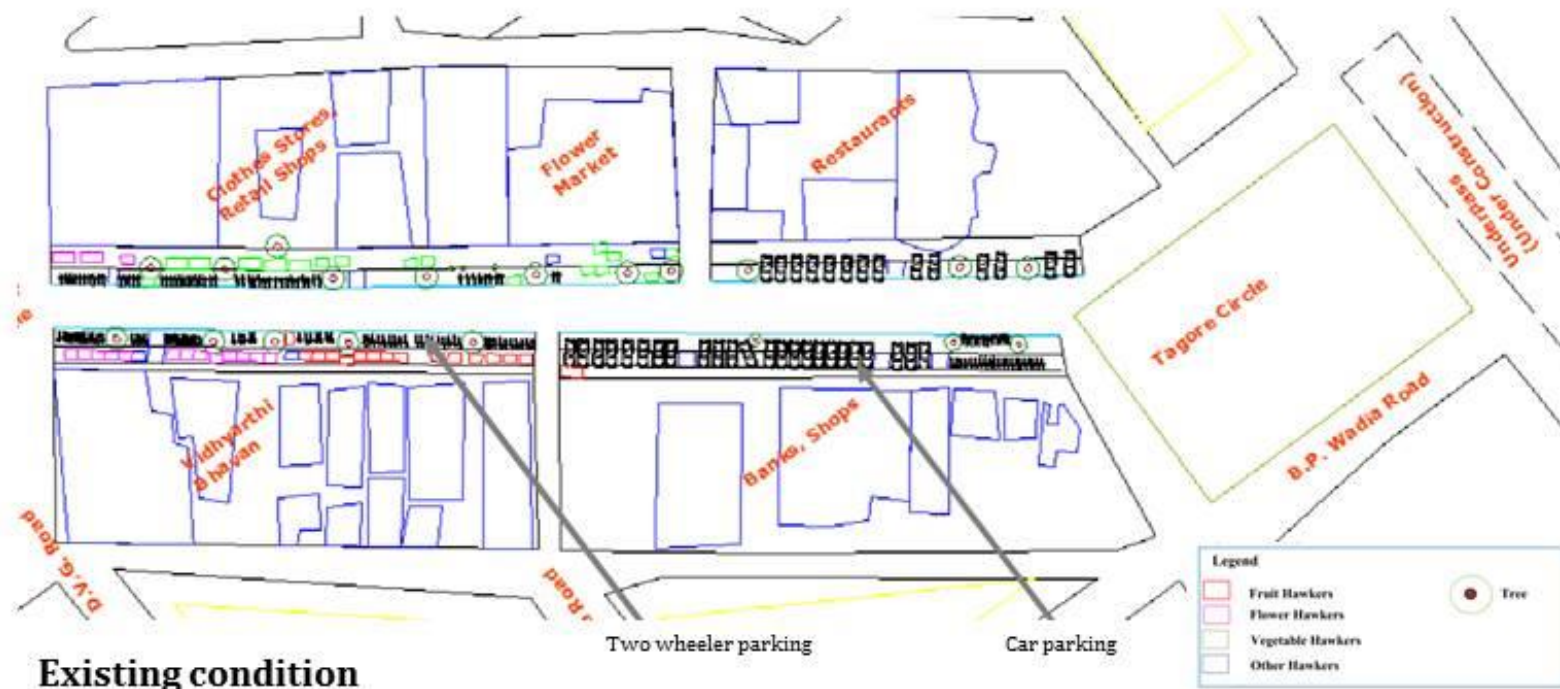 Clothes Stores,
Retail Shops
Flower
Market
Restaurants
Underpass
(Under Construction)
Tagore Circle
B.P. Wadia Road
Vidhyarthi
Bhavan
Banks, Shops
D.V.G. Road
Road
Two wheeler parking
Car parking
Existing condition
Legend
Fruit Hawkers
Tree
Flower Hawkers
Vegetable Hawkers
Other Hawkers